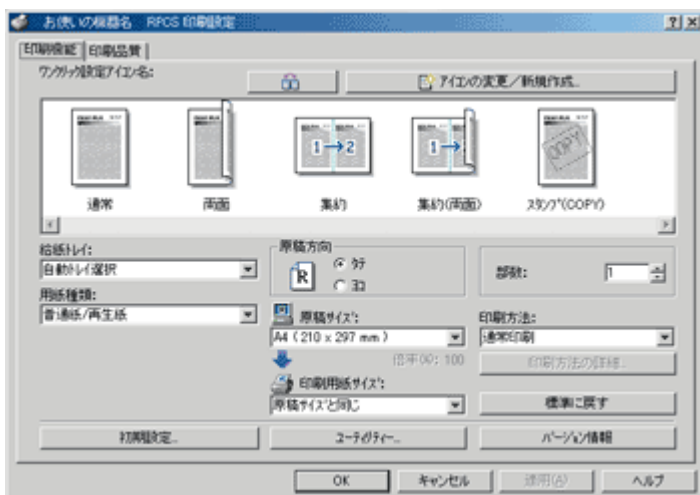 お使いの機器名 RPCS 印刷設定
印刷機能 印刷品質
ワンクリック設定アイコン名:
アイコンの変更／新規作成...
1→2 1→ COPY
通常 両面 集約 集約(両面) スタンプ(COPY)
給紙トレイ:
自動トレイ選択
用紙種類:
普通紙/再生紙
原稿方向
R
タテ
ヨコ
部数: 1
原稿サイズ:
A4 ( 210 x 297 mm )
倍率(%): 100
印刷用紙サイズ:
原稿サイズと同じ
印刷方法:
通常印刷
印刷方法の詳細...
標準に戻す
初期設定... ユーティリティー... バージョン情報
OK キャンセル 適用(A) ヘルプ